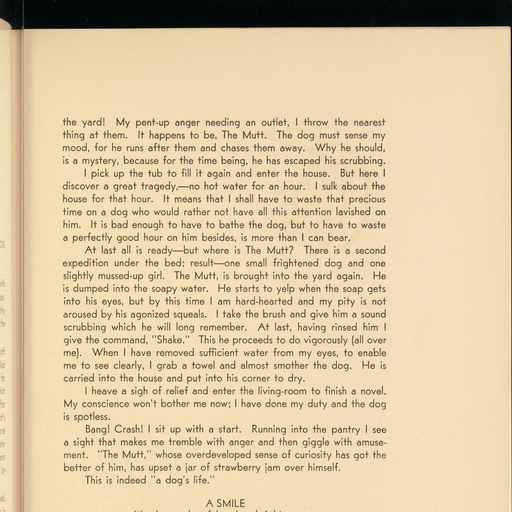 the yard! My pent-up anger needing an outlet, I throw the nearest
thing at them. It happens to be, The Mutt. The dog must sense my
mood, for he runs after them and chases them away. Why he should,
is a mystery, because for the time being, he has escaped his scrubbing.
I pick up the tub to fill it again and enter the house. But here I
discover a great tragedy,—no hot water for an hour. I sulk about the
house for that hour. It means that I shall have to waste that precious
time on a dog who would rather not have all this attention lavished on
him. It is bad enough to have to bathe the dog, but to have to waste
a perfectly good hour on him besides, is more than I can bear.
At last all is ready—but where is The Mutt? There is a second
expedition under the bed; result—one small frightened dog and one
slightly mussed-up girl. The Mutt, is brought into the yard again. He
is dumped into the soapy water. He starts to yelp when the soap gets
into his eyes, but by this time I am hard-hearted and my pity is not
aroused by his agonized squeals. I take the brush and give him a sound
scrubbing which he will long remember. At last, having rinsed him I
give the command, "Shake." This he proceeds to do vigorously (all over
me). When I have removed sufficient water from my eyes, to enable
me to see clearly, I grab a towel and almost smother the dog. He is
carried into the house and put into his corner to dry.
I heave a sigh of relief and enter the living-room to finish a novel.
My conscience won't bother me now; I have done my duty and the dog
is spotless.
Bang! Crash! I sit up with a start. Running into the pantry I see
a sight that makes me tremble with anger and then giggle with amuse-
ment. "The Mutt," whose overdeveloped sense of curiosity has got the
better of him, has upset a jar of strawberry jam over himself.
This is indeed "a dog's life."
A SMILE